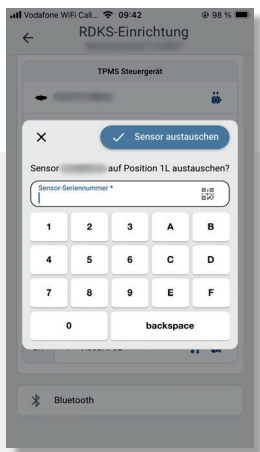 Vodafone WiFi Call... 09:42 98 %
RDKS-Einrichtung
TPMS Steuergerät
Sensor austauschen
Sensor auf Position 1L austauschen?
Sensor-Seriennummer *
1 2 3 A B
4 5 6 C D
7 8 9 E F
0 backspace
Bluetooth